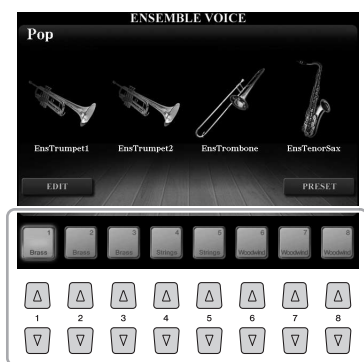 ENSEMBLE VOICE
Pop
EnsTrumpet1 EnsTrumpet2 EnsTrombone EnsTenorSax
EDIT PRESET
1 2 3 4 5 6 7 8
Brass Brass Brass Strings Strings Woodwind Woodwind Woodwind
1 2 3 4 5 6 7 8